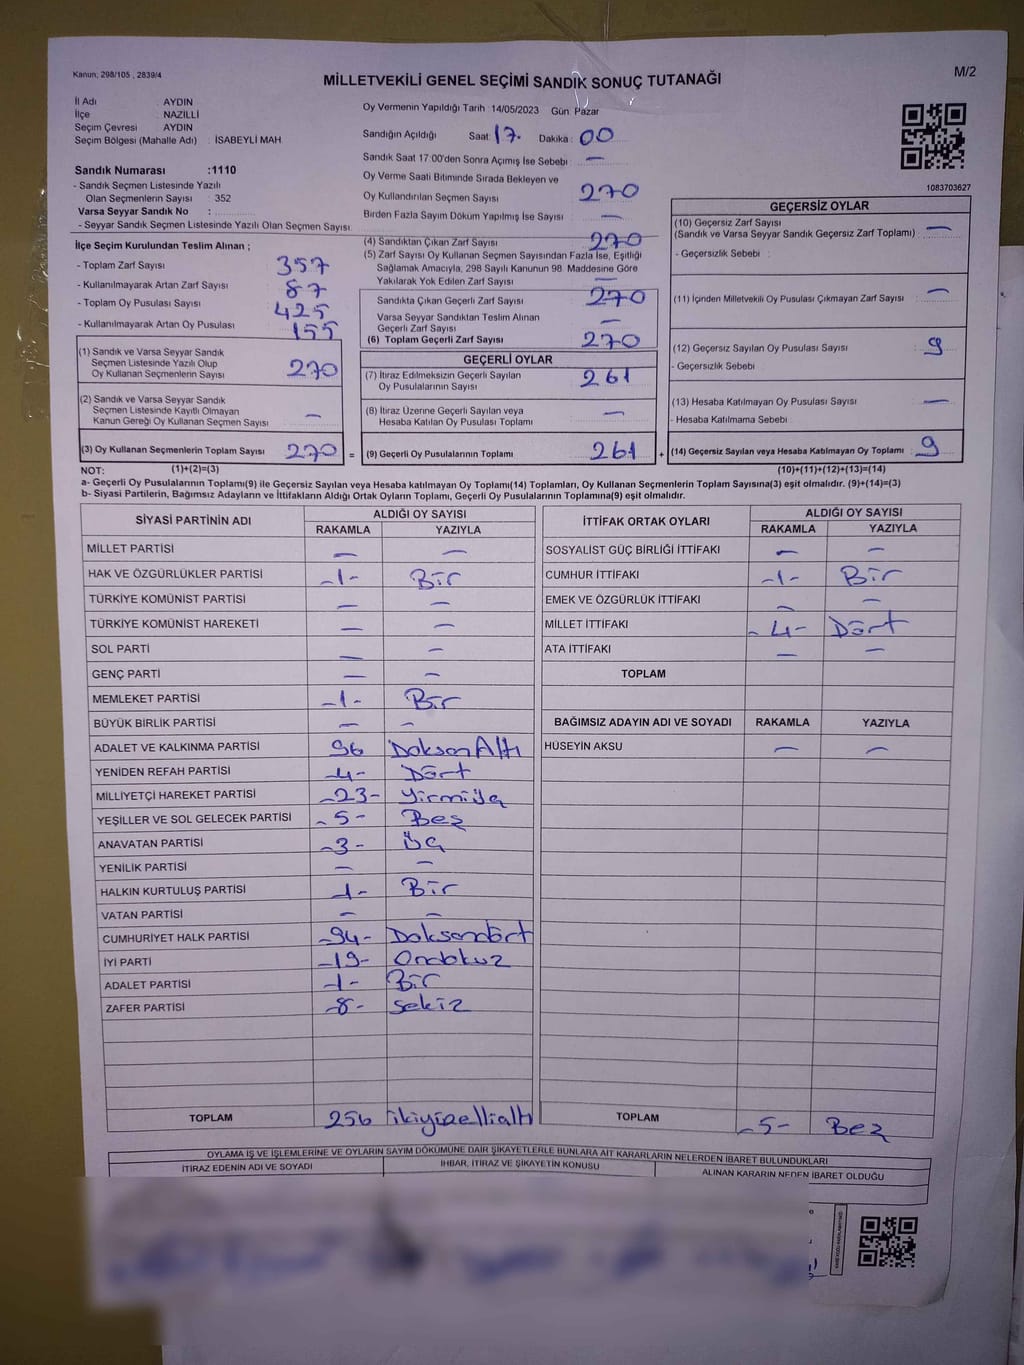 Kanun, 298/105 , 2839/4
MİLLETVEKİLİ GENEL SEÇİMİ SANDIK SONUÇ TUTANAĞI
M/2
İl Adı AYDIN
İlçe NAZİLLİ
Seçim Çevresi AYDIN
Seçim Bölgesi (Mahalle Adı) : İSABEYLİ MAH
Sandık Numarası :1110
- Sandık Seçmen Listesinde Yazılı
Olan Seçmenlerin Sayısı : 352
Varsa Seyyar Sandık No :
- Seyyar Sandık Seçmen Listesinde Yazılı Olan Seçmen Sayısı
Oy Vermenin Yapıldığı Tarih :14/05/2023 Gün: Pazar
Sandığın Açıldığı Saat: 17. Dakika : 00
Sandık Saat 17:00'den Sonra Açımış İse Sebebi : —
Oy Verme Saati Bitiminde Sırada Bekleyen ve
Oy Kullandırılan Seçmen Sayısı 270
Birden Fazla Sayım Döküm Yapılmış İse Sayısı —
1083703627
İlçe Seçim Kurulundan Teslim Alınan ;
- Toplam Zarf Sayısı 357
- Kullanılmayarak Artan Zarf Sayısı 87
- Toplam Oy Pusulası Sayısı 425
- Kullanılmayarak Artan Oy Pusulası 155
(1) Sandık ve Varsa Seyyar Sandık
Seçmen Listesinde Yazılı Olup
Oy Kullanan Seçmenlerin Sayısı 270
(2) Sandık ve Varsa Seyyar Sandık
Seçmen Listesinde Kayıtlı Olmayan
Kanun Gereği Oy Kullanan Seçmen Sayısı —
(3) Oy Kullanan Seçmenlerin Toplam Sayısı 270 =
(4) Sandıktan Çıkan Zarf Sayısı 270
(5) Zarf Sayısı Oy Kullanan Seçmen Sayısından Fazla İse, Eşitliği
Sağlamak Amacıyla, 298 Sayılı Kanunun 98. Maddesine Göre
Yakılarak Yok Edilen Zarf Sayısı —
Sandıkta Çıkan Geçerli Zarf Sayısı 270
Varsa Seyyar Sandıktan Teslim Alınan
Geçerli Zarf Sayısı —
(6) Toplam Geçerli Zarf Sayısı 270
GEÇERLİ OYLAR
(7) İtiraz Edilmeksizin Geçerli Sayılan
Oy Pusulalarının Sayısı 261
(8) İtiraz Üzerine Geçerli Sayılan veya
Hesaba Katılan Oy Pusulası Toplamı —
(9) Geçerli Oy Pusulalarının Toplamı 261 +
GEÇERSİZ OYLAR
(10) Geçersiz Zarf Sayısı
(Sandık ve Varsa Seyyar Sandık Geçersiz Zarf Toplamı) : —
- Geçersizlik Sebebi :
(11) İçinden Milletvekili Oy Pusulası Çıkmayan Zarf Sayısı : —
(12) Geçersiz Sayılan Oy Pusulası Sayısı : 9
- Geçersizlik Sebebi :
(13) Hesaba Katılmayan Oy Pusulası Sayısı : —
- Hesaba Katılmama Sebebi :
(14) Geçersiz Sayılan veya Hesaba Katılmayan Oy Toplamı : 9
NOT: (1)+(2)=(3) (10)+(11)+(12)+(13)=(14)
a- Geçerli Oy Pusulalarının Toplamı(9) ile Geçersiz Sayılan veya Hesaba Katılmayan Oy Toplamı(14) Toplamları, Oy Kullanan Seçmenlerin Toplam Sayısına(3) eşit olmalıdır. (9)+(14)=(3)
b- Siyasi Partilerin, Bağımsız Adayların ve İttifakların Aldığı Ortak Oyların Toplamı, Geçerli Oy Pusulalarının Toplamına(9) eşit olmalıdır.
SİYASİ PARTİNİN ADI ALDIĞI OY SAYISI
RAKAMLA YAZIYLA
MİLLET PARTİSİ — —
HAK VE ÖZGÜRLÜKLER PARTİSİ -1- Bir
TÜRKİYE KOMÜNİST PARTİSİ — —
TÜRKİYE KOMÜNİST HAREKETİ — —
SOL PARTİ — —
GENÇ PARTİ — —
MEMLEKET PARTİSİ -1- Bir
BÜYÜK BİRLİK PARTİSİ — —
ADALET VE KALKINMA PARTİSİ 96 Doksan Altı
YENİDEN REFAH PARTİSİ -4- Dört
MİLLİYETÇİ HAREKET PARTİSİ -23- Yirmiüç
YEŞİLLER VE SOL GELECEK PARTİSİ -5- Beş
ANAVATAN PARTİSİ -3- Üç
YENİLİK PARTİSİ — —
HALKIN KURTULUŞ PARTİSİ -1- Bir
VATAN PARTİSİ — —
CUMHURİYET HALK PARTİSİ -94- Doksandört
İYİ PARTİ -19- Ondokuz
ADALET PARTİSİ -1- Bir
ZAFER PARTİSİ -8- Sekiz
TOPLAM 256 ikiyüzellialtı
İTTİFAK ORTAK OYLARI ALDIĞI OY SAYISI
RAKAMLA YAZIYLA
SOSYALİST GÜÇ BİRLİĞİ İTTİFAKI — —
CUMHUR İTTİFAKI -1- Bir
EMEK VE ÖZGÜRLÜK İTTİFAKI — —
MİLLET İTTİFAKI -4- Dört
ATA İTTİFAKI — —
TOPLAM
BAĞIMSIZ ADAYIN ADI VE SOYADI RAKAMLA YAZIYLA
HÜSEYİN AKSU — —
TOPLAM -5- Beş
OYLAMA İŞ VE İŞLEMLERİNE VE OYLARIN SAYIM DÖKÜMÜNE DAİR ŞİKAYETLERLE BUNLARA AİT KARARLARIN NELERDEN İBARET BULUNDUKLARI
İTİRAZ EDENİN ADI VE SOYADI İHBAR, İTİRAZ VE ŞİKAYETİN KONUSU ALINAN KARARIN NEDEN İBARET OLDUĞU